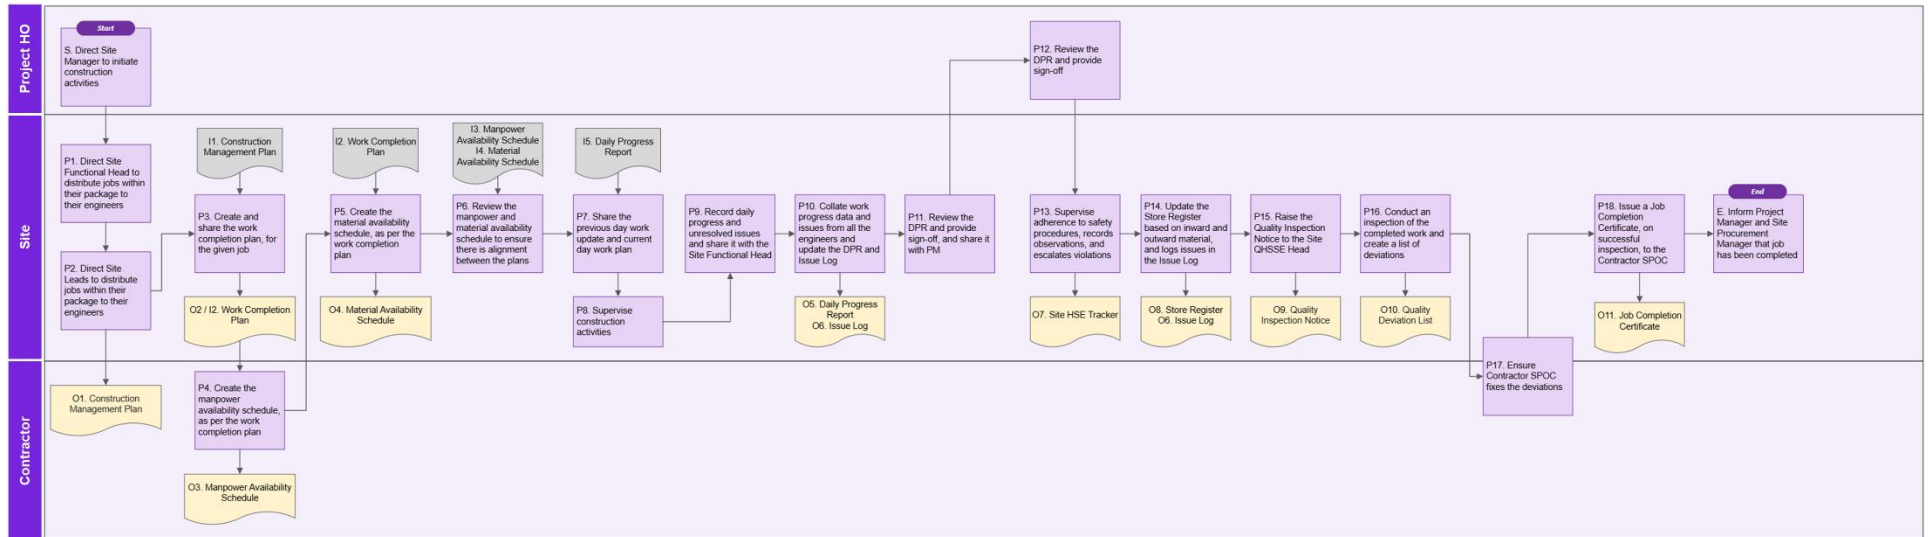 Project HO
Start
S. Direct Site
Manager to initiate
construction
activities
P12. Review the
DPR and provide
sign-off
Site
P1. Direct Site
Functional Head to
distribute jobs within
their package to
their engineers
P2. Direct Site
Leads to distribute
jobs within their
package to their
engineers
I1. Construction
Management Plan
P3. Create and
share the work
completion plan, for
the given job
O2 / I2. Work Completion
Plan
I2. Work Completion
Plan
P5. Create the
material availability
schedule, as per the
work completion
plan
O4. Material Availability
Schedule
I3. Manpower
Availability Schedule
I4. Material
Availability Schedule
P6. Review the
manpower and
material availability
schedule to ensure
there is alignment
between the plans
I5. Daily Progress
Report
P7. Share the
previous day work
update and current
day work plan
P8. Supervise
construction
activities
P9. Record daily
progress and
unresolved issues
and share it with the
Site Functional Head
P10. Collate work
progress data and
issues from all the
engineers and
update the DPR and
Issue Log
O5. Daily Progress
Report
O6. Issue Log
P11. Review the
DPR and provide
sign-off, and share it
with PM
P13. Supervise
adherence to safety
procedures, records
observations, and
escalates violations
O7. Site HSE Tracker
P14. Update the
Store Register
based on inward and
outward material,
and logs issues in
the Issue Log
O8. Store Register
O6. Issue Log
P15. Raise the
Quality Inspection
Notice to the Site
QHSSE Head
O9. Quality
Inspection Notice
P16. Conduct an
inspection of the
completed work and
create a list of
deviations
O10. Quality
Deviation List
P17. Ensure
Contractor SPOC
fixes the deviations
P18. Issue a Job
Completion
Certificate, on
successful
inspection, to the
Contractor SPOC
O11. Job Completion
Certificate
End
E. Inform Project
Manager and Site
Procurement
Manager that job
has been completed
Contractor
O1. Construction
Management Plan
P4. Create the
manpower
availability schedule,
as per the work
completion plan
O3. Manpower Availability
Schedule